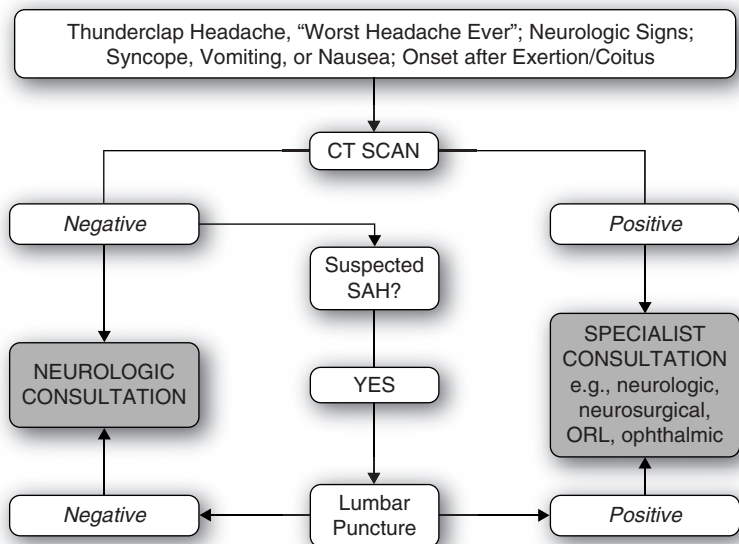 Thunderclap Headache, “Worst Headache Ever”; Neurologic Signs;
Syncope, Vomiting, or Nausea; Onset after Exertion/Coitus
CT SCAN
Negative
Positive
Suspected
SAH?
NEUROLOGIC
CONSULTATION
SPECIALIST
CONSULTATION
e.g., neurologic,
neurosurgical,
ORL, ophthalmic
YES
Negative
Lumbar
Puncture
Positive